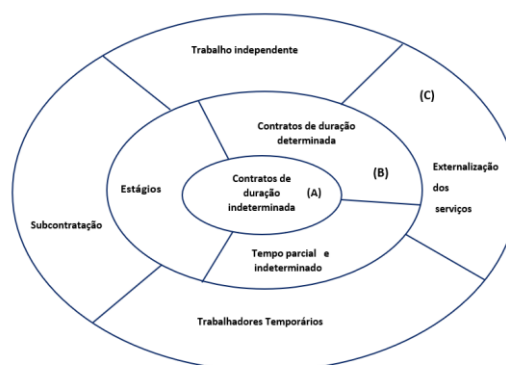 Trabalho independente
(C)
Contratos de duração
determinada
Externalização
dos
serviços
(B)
Estágios
Contratos de
duração (A)
indeterminada
Subcontratação
Tempo parcial e
indeterminado
Trabalhadores Temporários